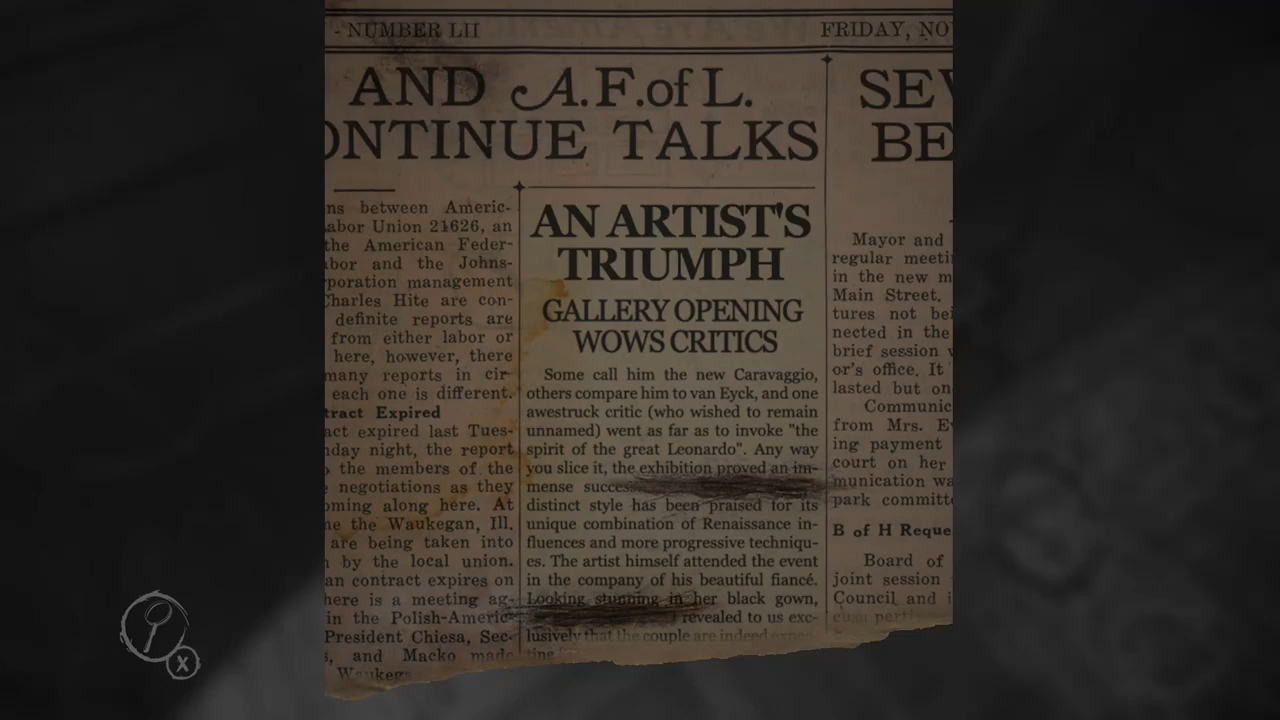 - NUMBER LII
FRIDAY, NO
AND A.F.of L.
ONTINUE TALKS
ns between Americ-
abor Union 21626, an
the American Feder-
bor and the Johns-
poration management
Charles Hite are con-
definite reports are
from either labor or
here, however, there
many reports in cir-
each one is different.
tract Expired
act expired last Tues-
day night, the report
the members of the
negotiations as they
oming along here. At
e the Waukegan, Ill.
are being taken into
by the local union.
an contract expires on
here is a meeting ag-
in the Polish-Americ-
President Chiesa, Sec-
s, and Macko made
Waukega
AN ARTIST'S
TRIUMPH
GALLERY OPENING
WOWS CRITICS
Some call him the new Caravaggio,
others compare him to van Eyck, and one
awestruck critic (who wished to remain
unnamed) went as far as to invoke "the
spirit of the great Leonardo". Any way
you slice it, the exhibition proved an im-
mense succes
distinct style has been praised for its
unique combination of Renaissance in-
fluences and more progressive techniqu-
es. The artist himself attended the event
in the company of his beautiful fiancé.
Looking stunning in her black gown,
revealed to us exc-
lusively that the couple are indeed expec-
ting
SEV
BE
Mayor and
regular meeti
in the new m
Main Street.
tures not bei
nected in the
brief session w
or's office. It
lasted but on
Communic
from Mrs. Ev
ing payment
court on her
munication wa
park committe
B of H Reque
Board of
joint session
Council and i
X